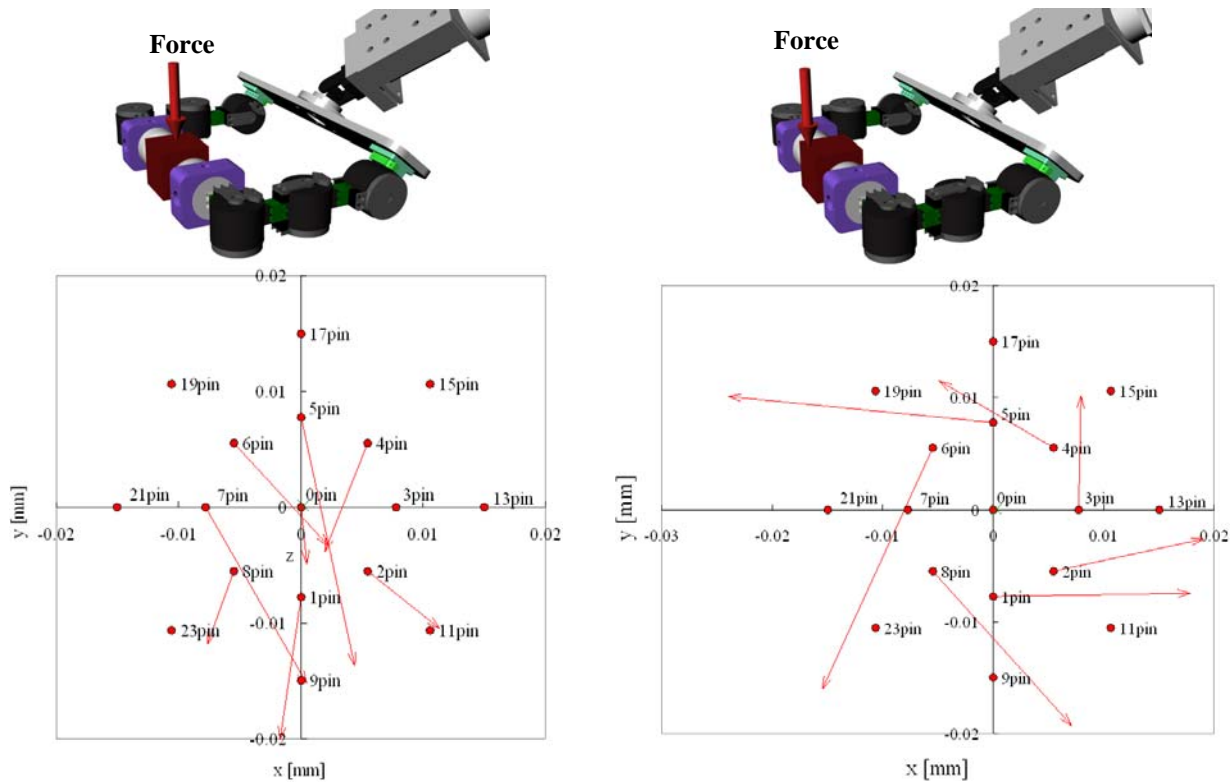 Force
0.02
17pin
0.01
19pin
15pin
5pin
6pin
4pin
21pin
7pin
0pin
3pin
13pin
y [mm]
0
-0.02
-0.01
0
0.01
0.02
z
8pin
2pin
1pin
-0.01
23pin
11pin
9pin
-0.02
x [mm]
Force
0.02
17pin
0.01
19pin
15pin
5pin
6pin
4pin
21pin
7pin
0pin
3pin
13pin
y [mm]
0
-0.03
-0.02
-0.01
0
0.01
0.02
8pin
2pin
1pin
-0.01
23pin
11pin
9pin
-0.02
x [mm]